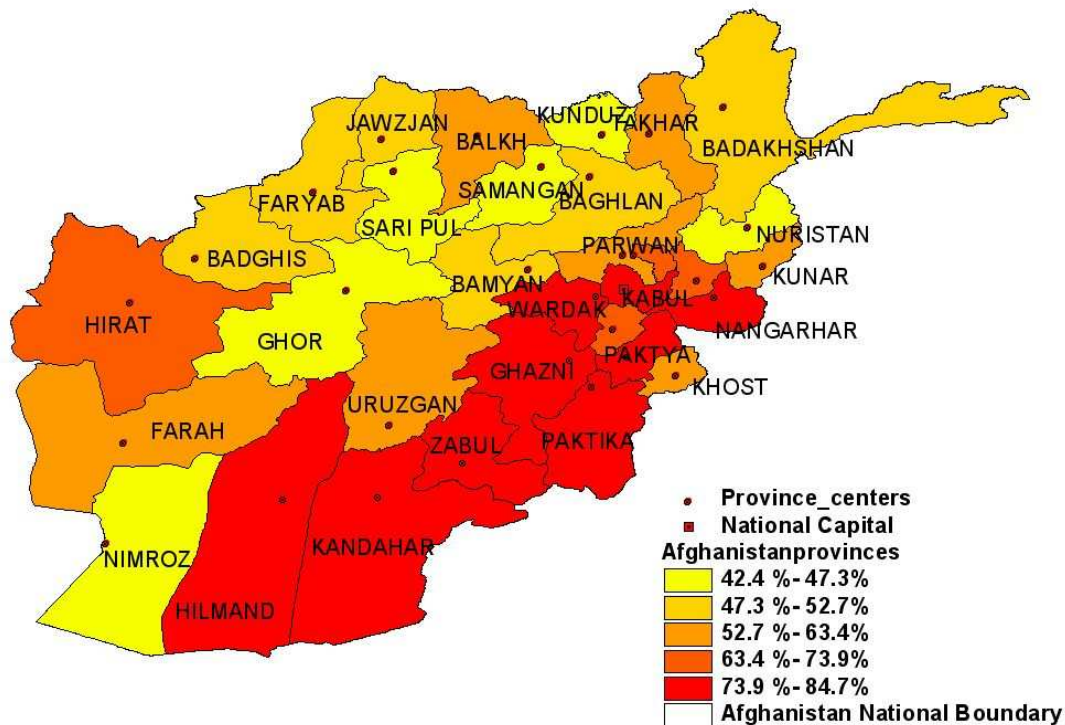 KUNDUZ
TAKHAR
JAWZJAN
BALKH
BADAKHSHAN
SAMANGAN
FARYAB
BAGHLAN
SARI PUL
NURISTAN
PARWAN
BADGHIS
KUNAR
BAMYAN
KABUL
WARDAK
HIRAT
NANGARHAR
GHOR
PAKTYA
GHAZNI
KHOST
URUZGAN
FARAH
ZABUL
PAKTIKA
Province_centers
National Capital
KANDAHAR
Afghanistanprovinces
NIMROZ
42.4 %- 47.3%
HILMAND
47.3 %- 52.7%
52.7 %- 63.4%
63.4 %- 73.9%
73.9 %- 84.7%
Afghanistan National Boundary